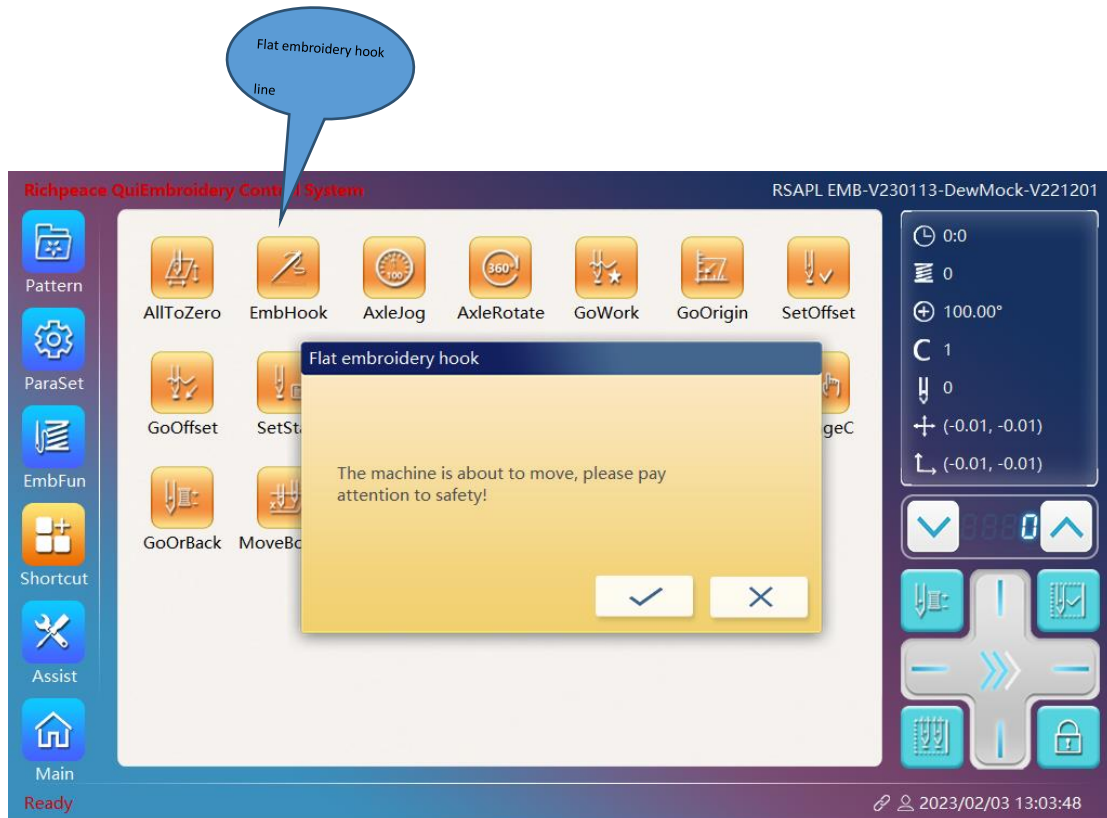 Flat embroidery hook
line
Richpeace QuiEmbroidery Control System
RSAPL EMB-V230113-DewMock-V221201
Pattern
ParaSet
EmbFun
Shortcut
Assist
Main
AllToZero
EmbHook
AxleJog
AxleRotate
GoWork
GoOrigin
SetOffset
GoOffset
SetSt
geC
GoOrBack
MoveBo
100
360°
Flat embroidery hook
The machine is about to move, please pay
attention to safety!
0:0
0
100.00°
C 1
0
(-0.01, -0.01)
(-0.01, -0.01)
0
Ready
2023/02/03 13:03:48